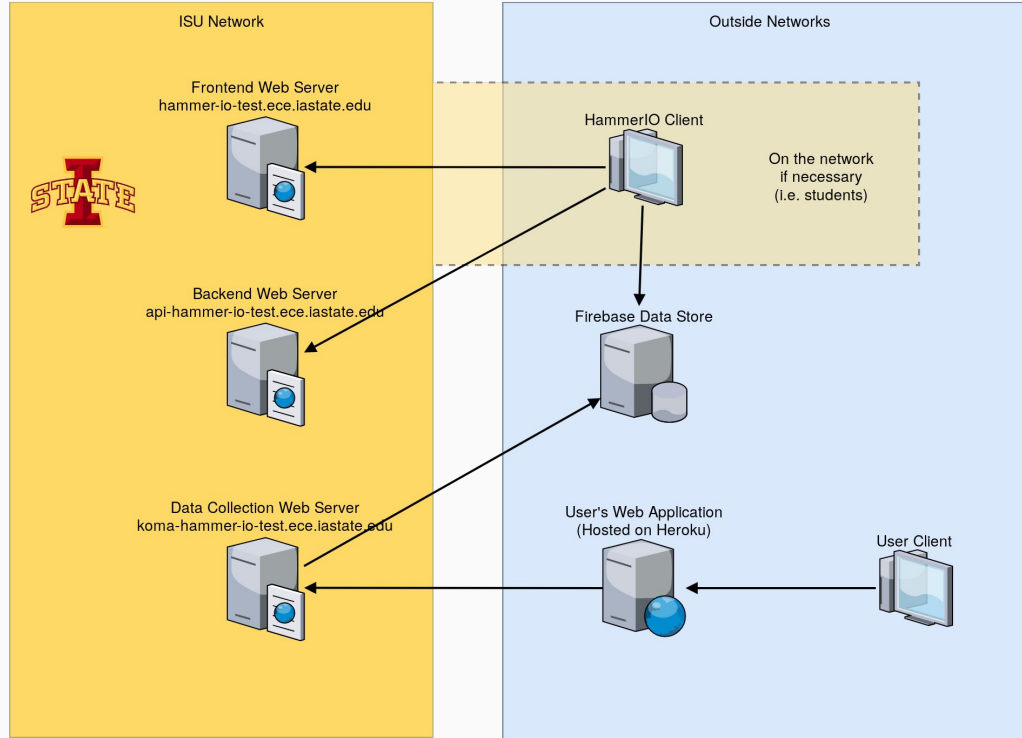 ISU Network
Outside Networks
Frontend Web Server
hammer-io-test.ece.iastate.edu
HammerIO Client
On the network
if necessary
(i.e. students)
I
STATE
Backend Web Server
api-hammer-io-test.ece.iastate.edu
Firebase Data Store
Data Collection Web Server
koma-hammer-io-test.ece.iastate.edu
User's Web Application
(Hosted on Heroku)
User Client